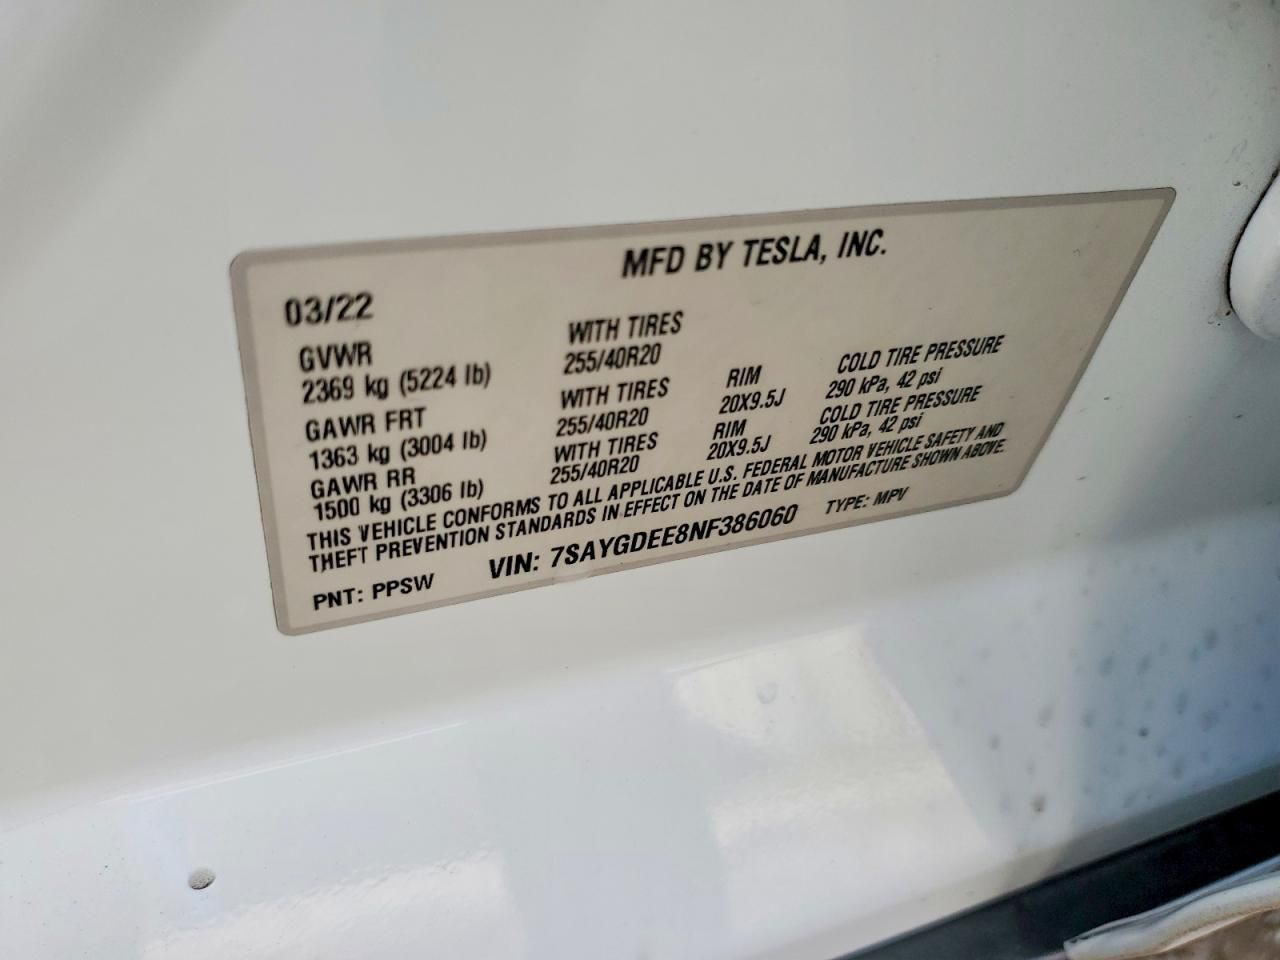 MFD BY TESLA, INC.
03/22
GVWR WITH TIRES
2369 kg (5224 lb) 255/40R20
GAWR FRT WITH TIRES RIM COLD TIRE PRESSURE
1363 kg (3004 lb) 255/40R20 20X9.5J 290 kPa, 42 psi
GAWR RR WITH TIRES RIM COLD TIRE PRESSURE
1500 kg (3306 lb) 255/40R20 20X9.5J 290 kPa, 42 psi
THIS VEHICLE CONFORMS TO ALL APPLICABLE U.S. FEDERAL MOTOR VEHICLE SAFETY AND
THEFT PREVENTION STANDARDS IN EFFECT ON THE DATE OF MANUFACTURE SHOWN ABOVE.
PNT: PPSW VIN: 7SAYGDEE8NF386060 TYPE: MPV